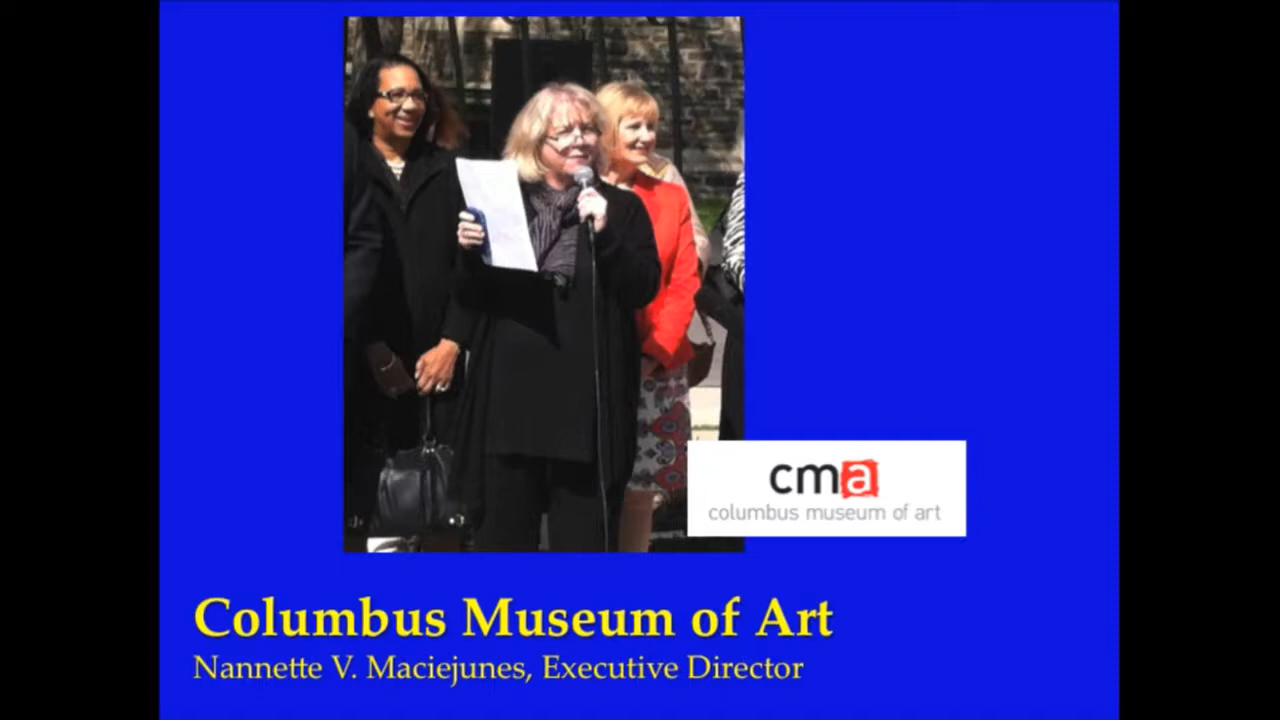 cma
columbus museum of art
Columbus Museum of Art
Nannette V. Maciejunes, Executive Director